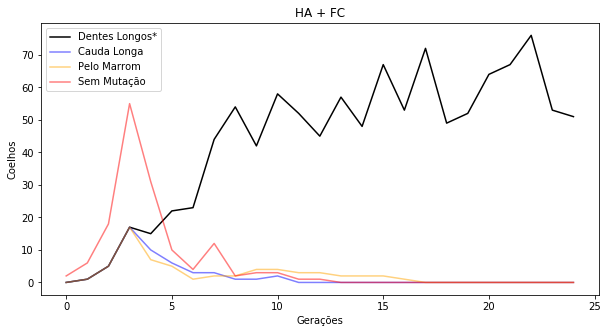 HA + FC
Dentes Longos*
Cauda Longa
Pelo Marrom
Sem Mutação
70
60
50
40
30
20
10
0
Coelhos
0 5 10 15 20 25
Gerações